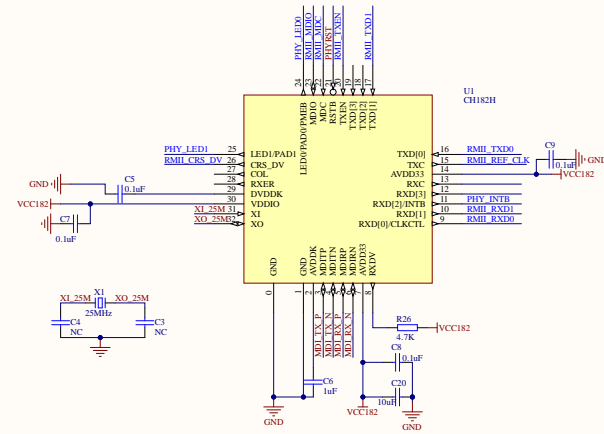 PHY_LED0
RMII_MDIO
RMII_MDC
PHYRST
RMII_TXEN
RMII_TXD1
24
23
22
21
20
19
18
17
U1
CH182H
LED0/PAD0/PMEB
MDIO
MDC
RSTB
TXEN
TXD[3]
TXD[2]
TXD[1]
PHY_LED1 25 LED1/PAD1
RMII_CRS_DV 26 CRS_DV
27 COL
28 RXER
29 DVDDK
30 VDDIO
XI_25M 31 XI
XO_25M 32 XO
TXD[0] 16 RMII_TXD0
TXC 15 RMII_REF_CLK
AVDD33 14
RXC 13
RXD[3] 12
RXD[2]/INTB 11 PHY_INTB
RXD[1] 10 RMII_RXD1
RXD[0]/CLKCTL 9 RMII_RXD0
C9
0.1uF
GND
VCC182
C5
0.1uF
GND
VCC182
C7
0.1uF
GND
GND
AVDDK
MDITP
MDITN
MDIRP
MDIRN
AVDD33
RXDV
0
1
2
3
4
5
6
7
8
MDI_TX_P
MDI_TX_N
MDI_RX_P
MDI_RX_N
XI_25M X1 XO_25M
25MHz
C4
NC
C3
NC
R26
4.7K
VCC182
C8
0.1uF
C6
1uF
C20
10uF
GND
VCC182
GND